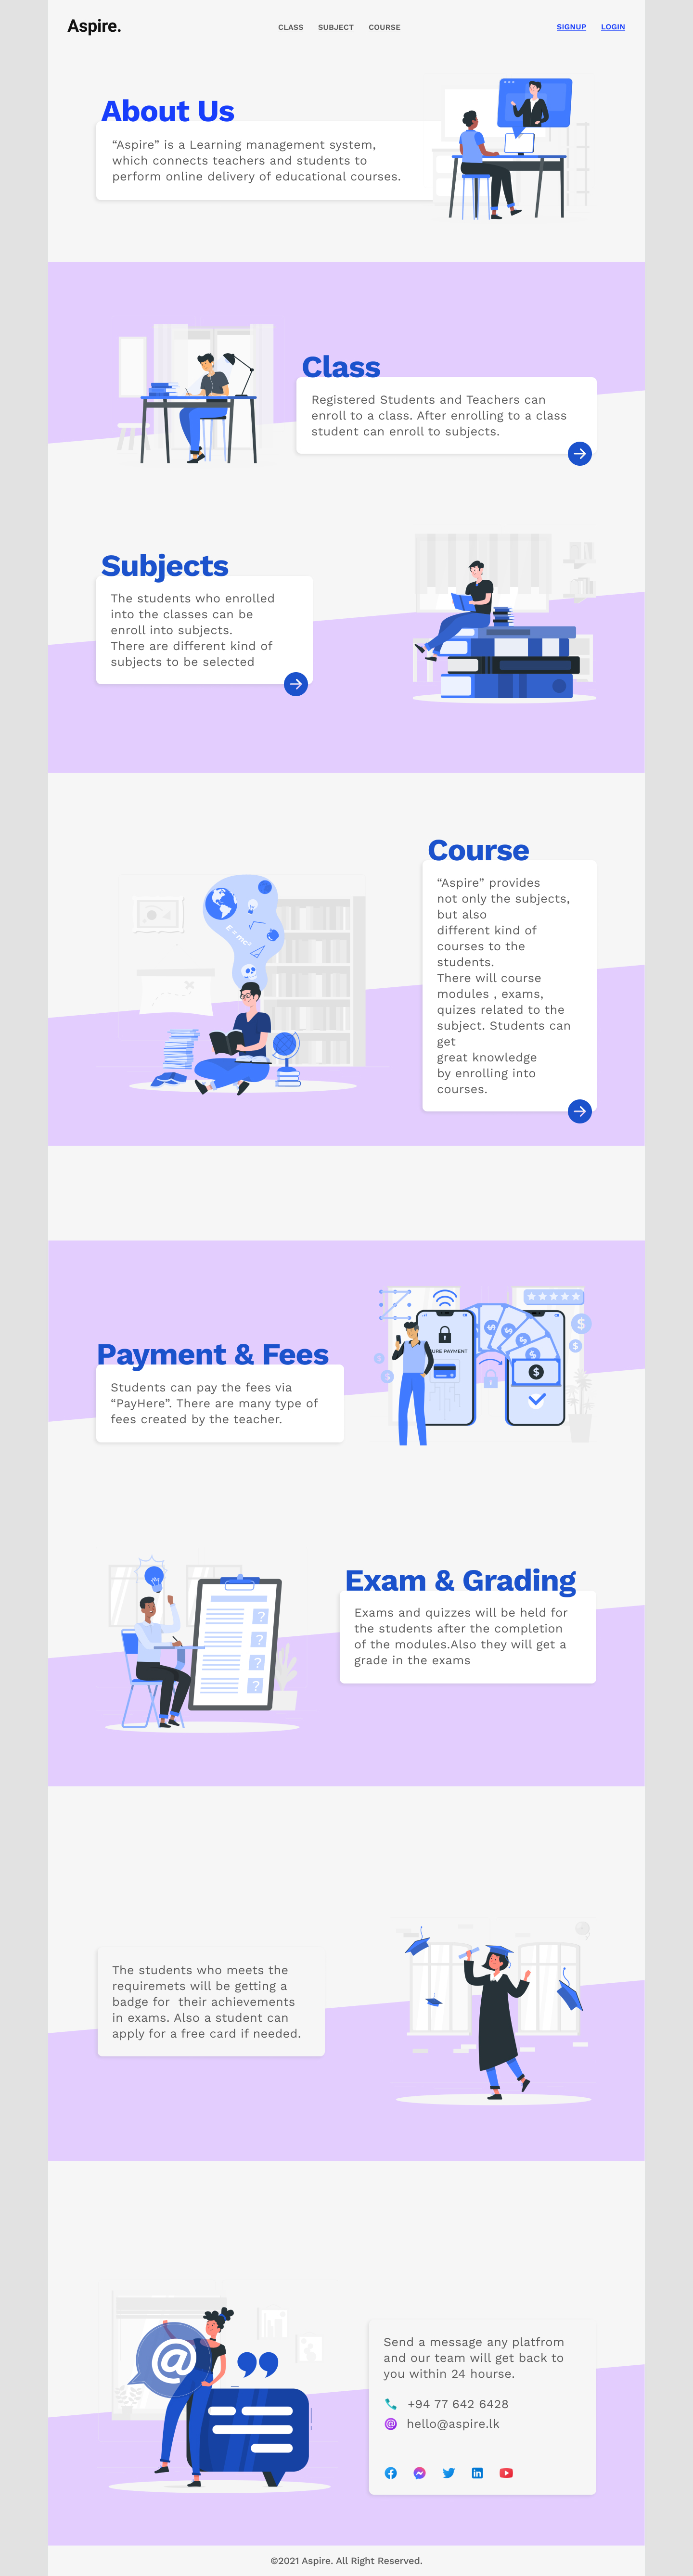 Aspire.
CLASS SUBJECT COURSE
SIGNUP LOGIN
About Us
“Aspire” is a Learning management system,
which connects teachers and students to
perform online delivery of educational courses.
Class
Registered Students and Teachers can
enroll to a class. After enrolling to a class
student can enroll to subjects.
Subjects
The students who enrolled
into the classes can be
enroll into subjects.
There are different kind of
subjects to be selected
Course
“Aspire” provides
not only the subjects,
but also
different kind of
courses to the
students.
There will course
modules , exams,
quizes related to the
subject. Students can
get
great knowledge
by enrolling into
courses.
E = mc²
Payment & Fees
Students can pay the fees via
“PayHere”. There are many type of
fees created by the teacher.
URE PAYMENT
$
$
$
$
$
$
Exam & Grading
Exams and quizzes will be held for
the students after the completion
of the modules.Also they will get a
grade in the exams
?
?
?
?
The students who meets the
requiremets will be getting a
badge for  their achievements
in exams. Also a student can
apply for a free card if needed.
@
Send a message any platfrom
and our team will get back to
you within 24 hourse.
+94 77 642 6428
hello@aspire.lk
©2021 Aspire. All Right Reserved.